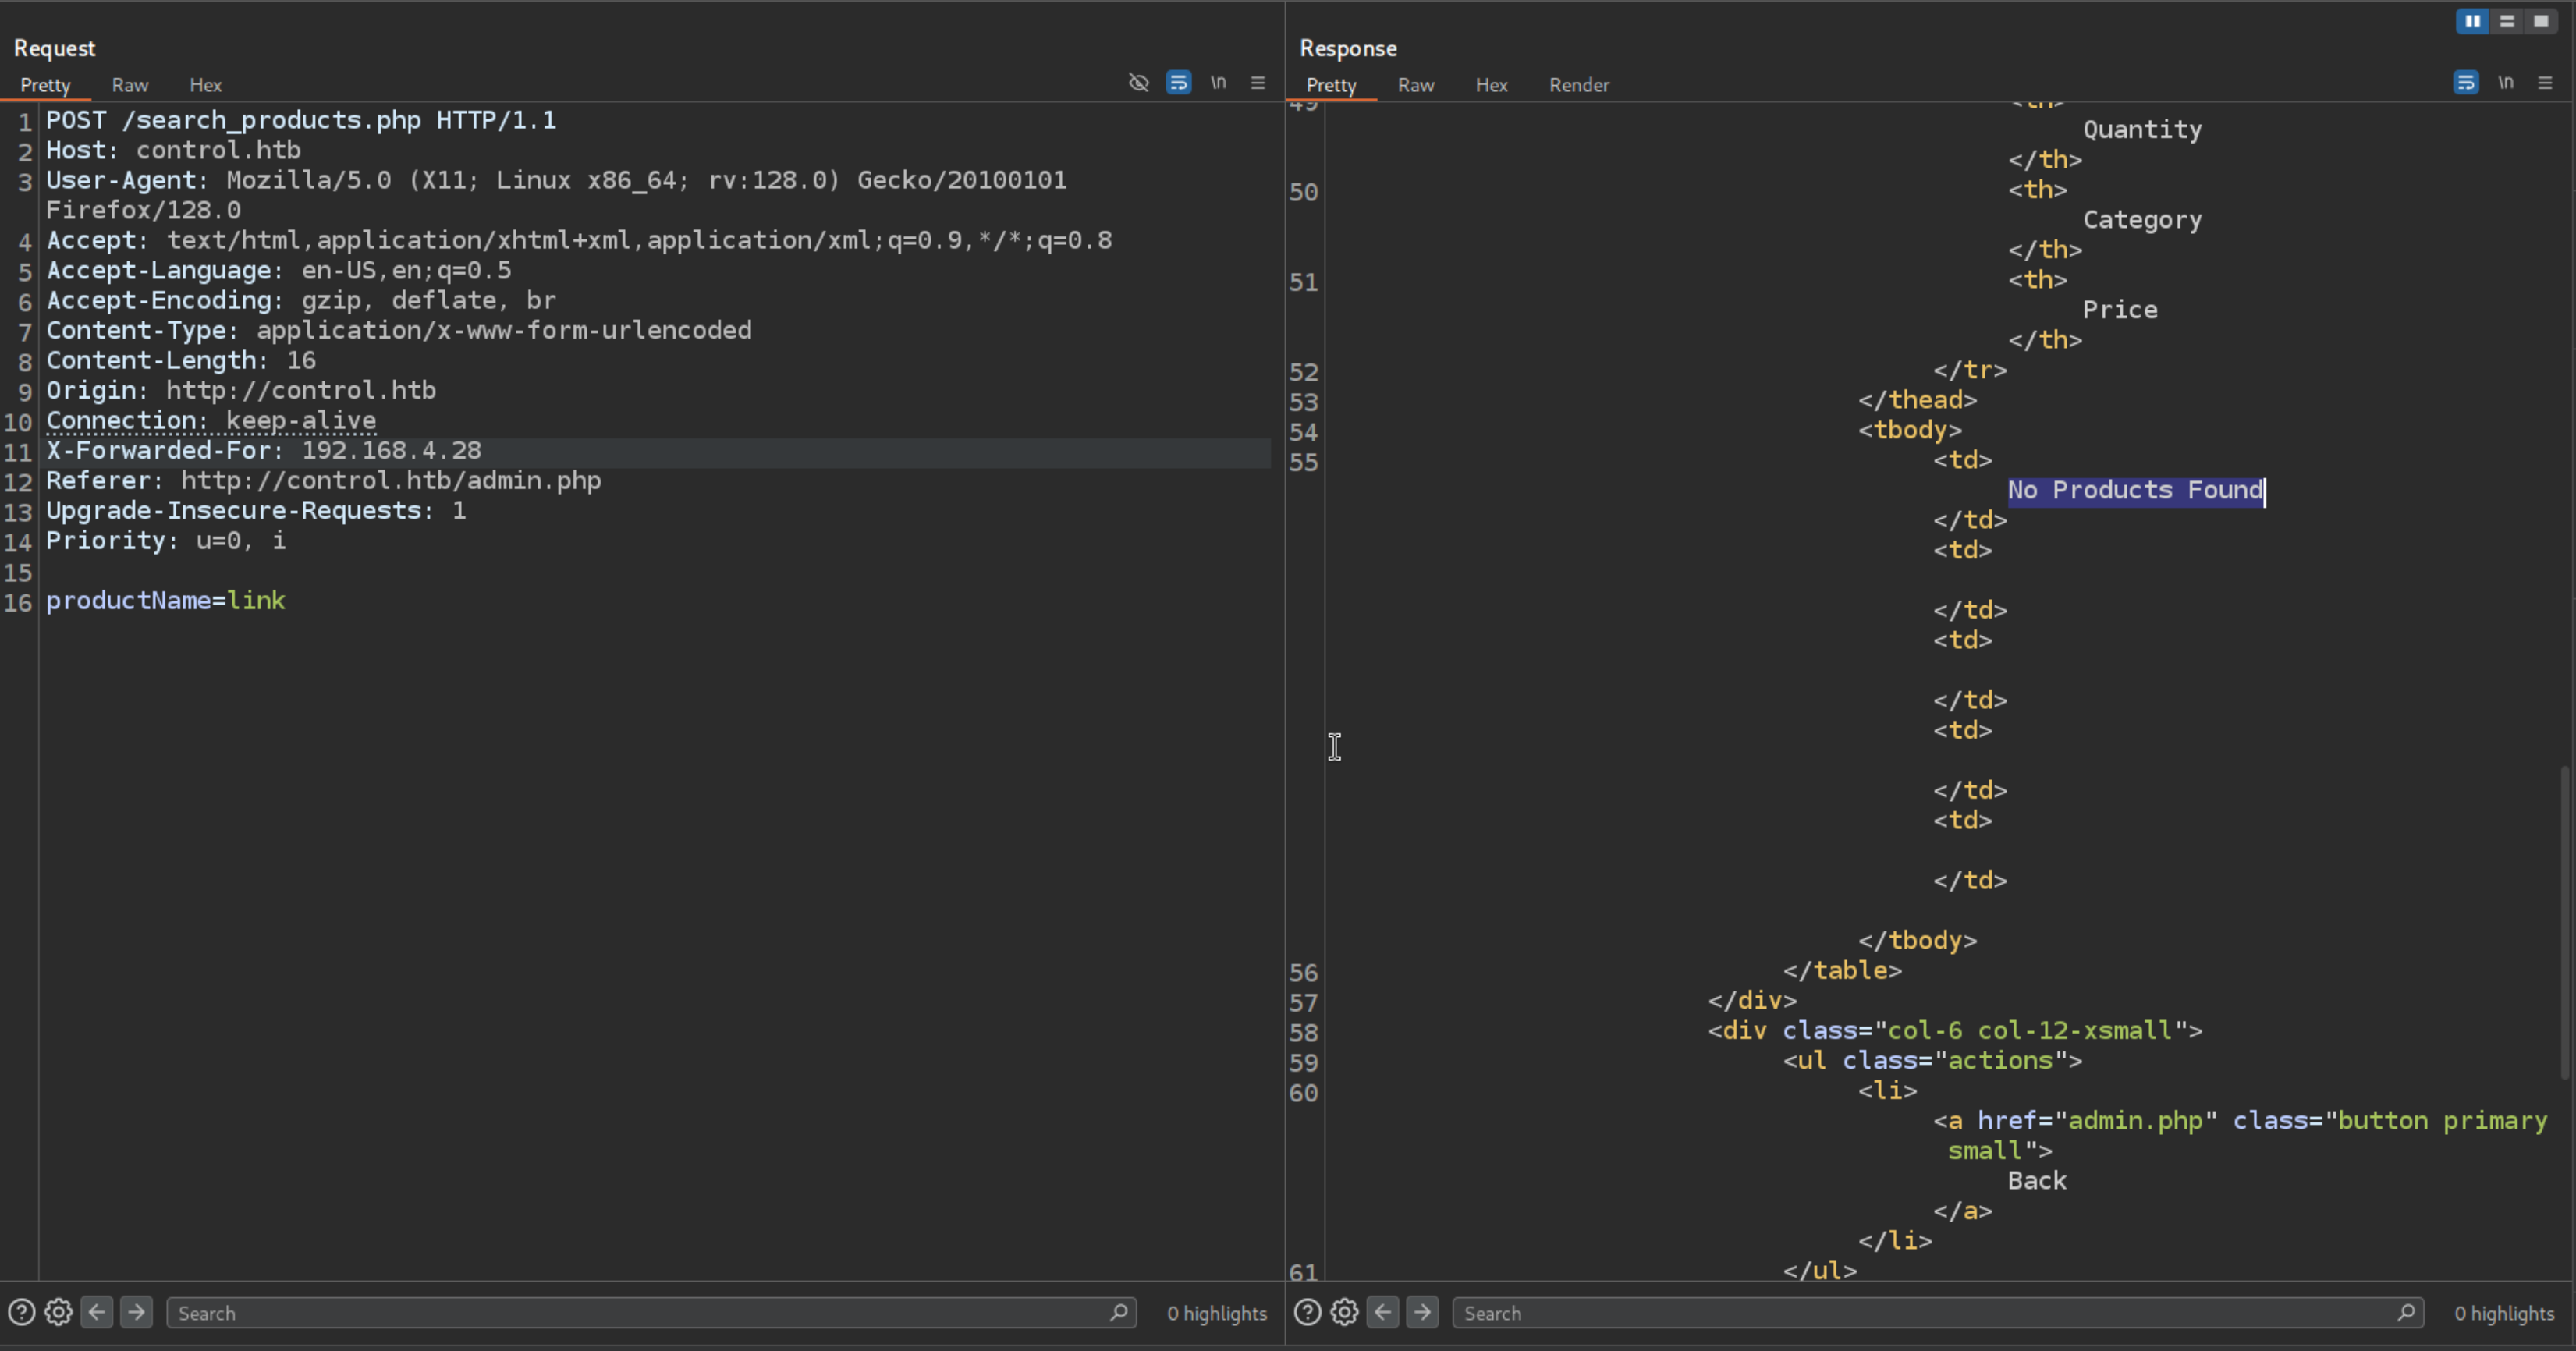 Request
Pretty Raw Hex \n
1 POST /search_products.php HTTP/1.1
2 Host: control.htb
3 User-Agent: Mozilla/5.0 (X11; Linux x86_64; rv:128.0) Gecko/20100101
Firefox/128.0
4 Accept: text/html,application/xhtml+xml,application/xml;q=0.9,*/*;q=0.8
5 Accept-Language: en-US,en;q=0.5
6 Accept-Encoding: gzip, deflate, br
7 Content-Type: application/x-www-form-urlencoded
8 Content-Length: 16
9 Origin: http://control.htb
10 Connection: keep-alive
11 X-Forwarded-For: 192.168.4.28
12 Referer: http://control.htb/admin.php
13 Upgrade-Insecure-Requests: 1
14 Priority: u=0, i
15
16 productName=link
Search 0 highlights
Response
Pretty Raw Hex Render \n
49 <th>
Quantity
</th>
50 <th>
Category
</th>
51 <th>
Price
</th>
52 </tr>
53 </thead>
54 <tbody>
55 <td>
No Products Found
</td>
<td>
</td>
<td>
</td>
<td>
</td>
<td>
</td>
</tbody>
56 </table>
57 </div>
58 <div class="col-6 col-12-xsmall">
59 <ul class="actions">
60 <li>
<a href="admin.php" class="button primary
small">
Back
</a>
</li>
61 </ul>
Search 0 highlights